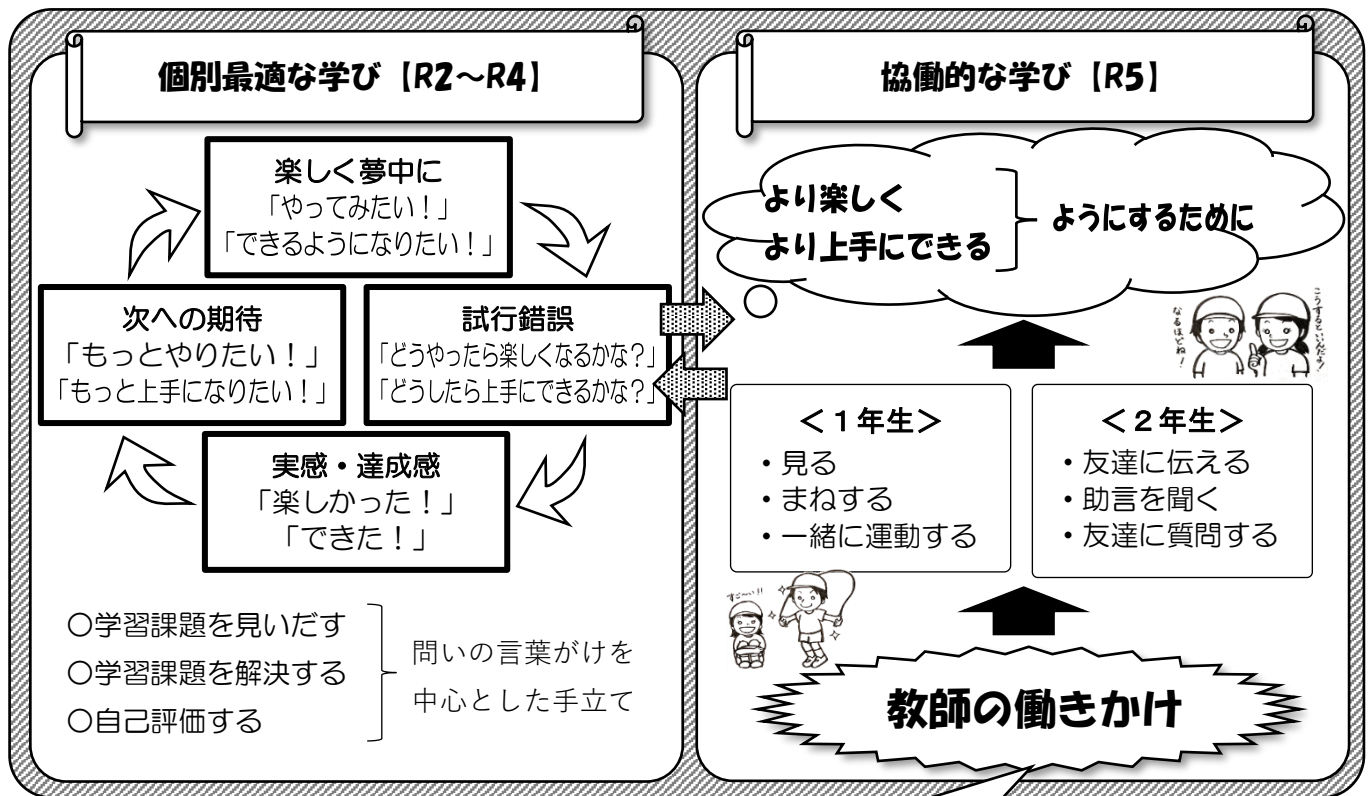 個別最適な学び【R2～R4】
楽しく夢中に
「やってみたい！」
「できるようになりたい！」
次への期待
「もっとやりたい！」
「もっと上手になりたい！」
試行錯誤
「どうやったら楽しくなるかな？」
「どうしたら上手にできるかな？」
実感・達成感
「楽しかった！」
「できた！」
○学習課題を見いだす
○学習課題を解決する
○自己評価する
問いの言葉がけを
中心とした手立て
協働的な学び【R5】
より楽しく
より上手にできる
ようにするために
なるほどね！
こうするといいんだよ！
＜１年生＞
・見る
・まねする
・一緒に運動する
＜２年生＞
・友達に伝える
・助言を聞く
・友達に質問する
すご〜い!!
教師の働きかけ